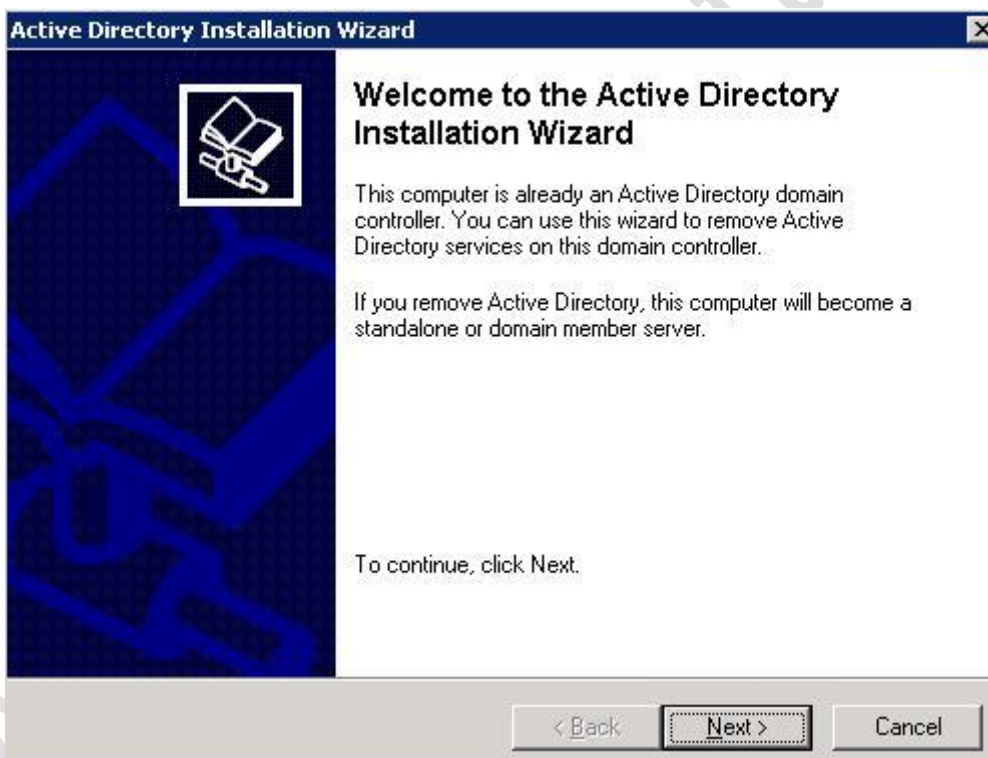 Active Directory Installation Wizard
Welcome to the Active Directory
Installation Wizard
This computer is already an Active Directory domain
controller. You can use this wizard to remove Active
Directory services on this domain controller.
If you remove Active Directory, this computer will become a
standalone or domain member server.
To continue, click Next.
< Back
Next >
Cancel